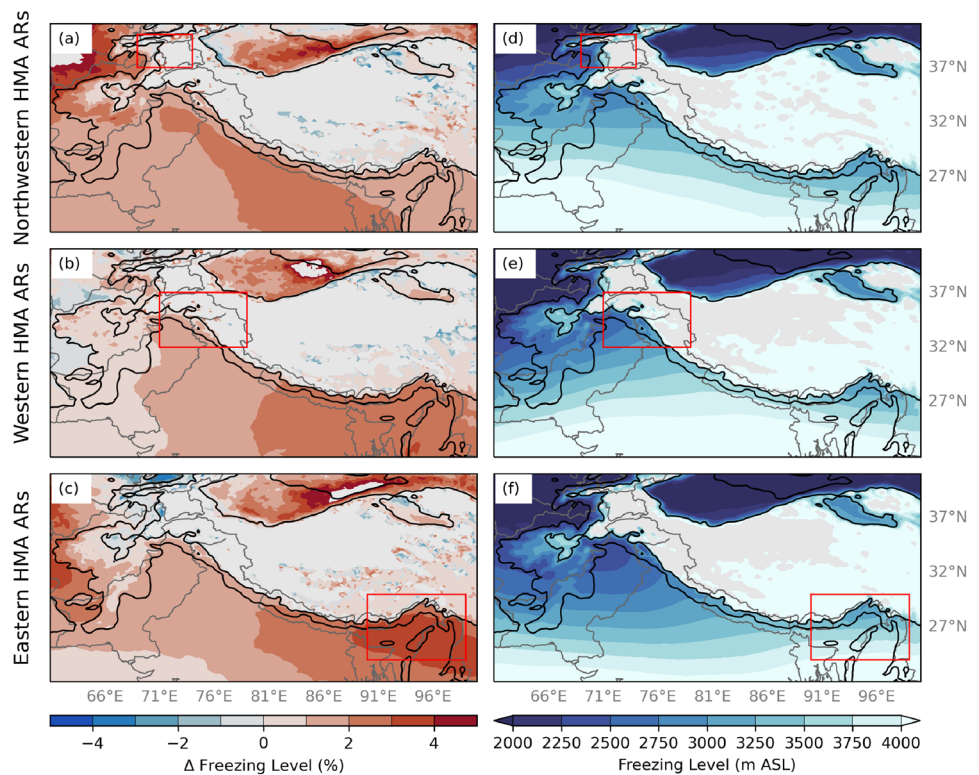 Northwestern HMA ARs
(a)
(d)
37°N
32°N
27°N
Western HMA ARs
(b)
(e)
37°N
32°N
27°N
Eastern HMA ARs
(c)
(f)
37°N
32°N
27°N
66°E 71°E 76°E 81°E 86°E 91°E 96°E
66°E 71°E 76°E 81°E 86°E 91°E 96°E
−4 −2 0 2 4
Δ Freezing Level (%)
2000 2250 2500 2750 3000 3250 3500 3750 4000
Freezing Level (m ASL)